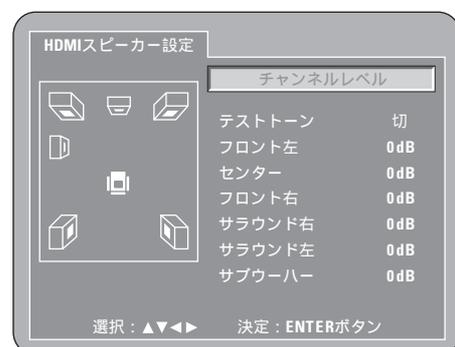 HDMIスピーカー設定
チャンネルレベル
テストトーン 切
フロント左 0dB
センター 0dB
フロント右 0dB
サラウンド右 0dB
サラウンド左 0dB
サブウーハー 0dB
選択：▲▼◀▶ 決定：ENTERボタン